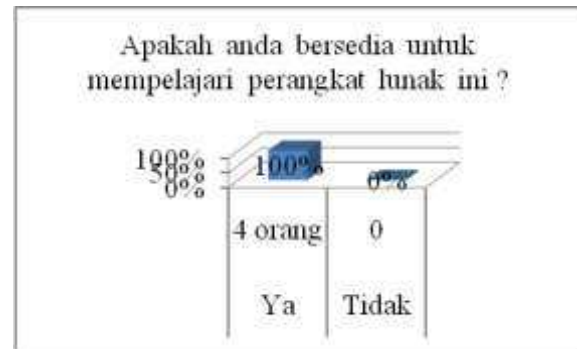 Apakah anda bersedia untuk
mempelajari perangkat lunak ini ?
100%
50%
0%
100%
0%
4 orang 0
Ya Tidak